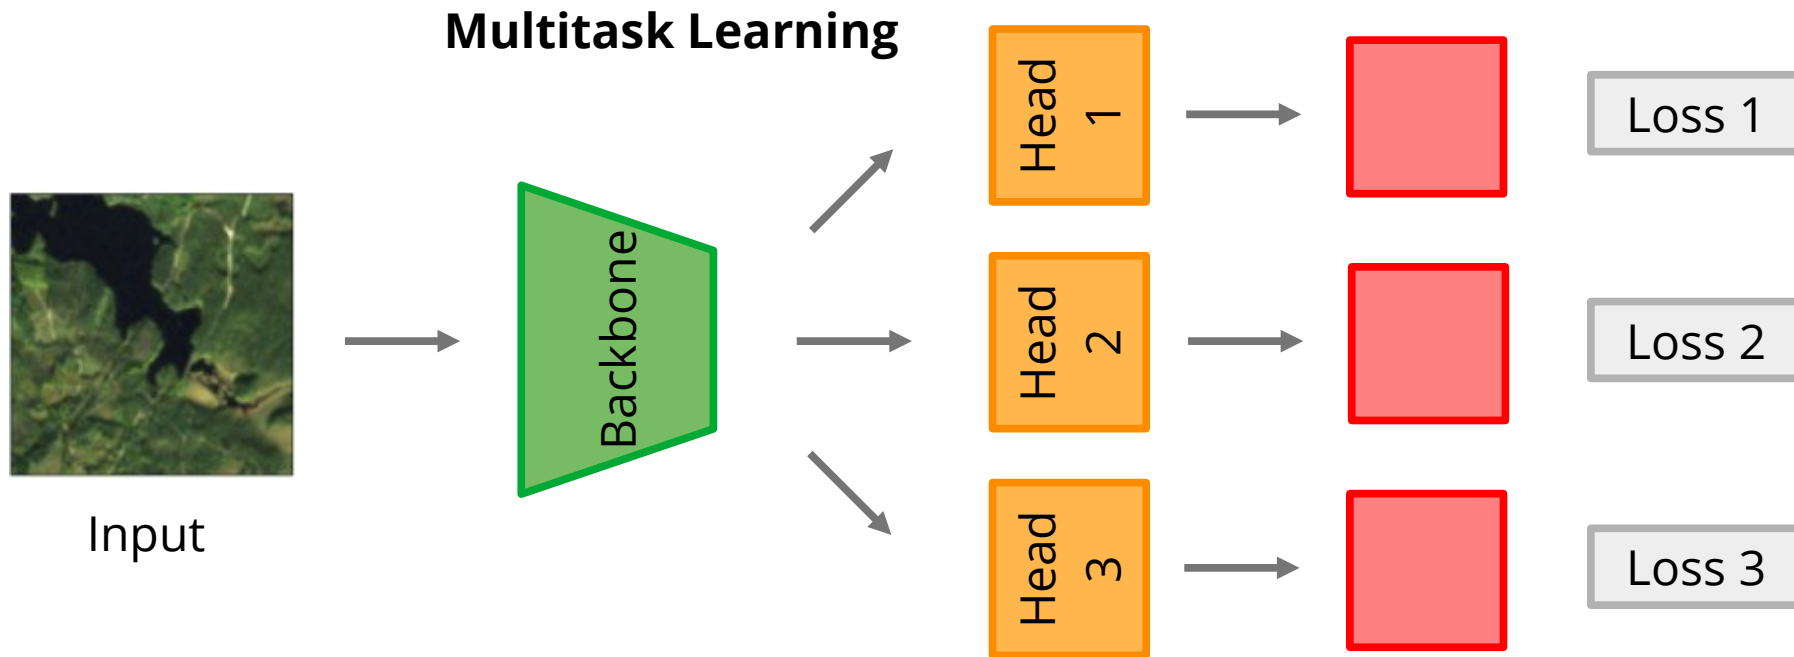 Multitask Learning
Head
1
Loss 1
Backbone
Head
2
Loss 2
Input
Head
3
Loss 3